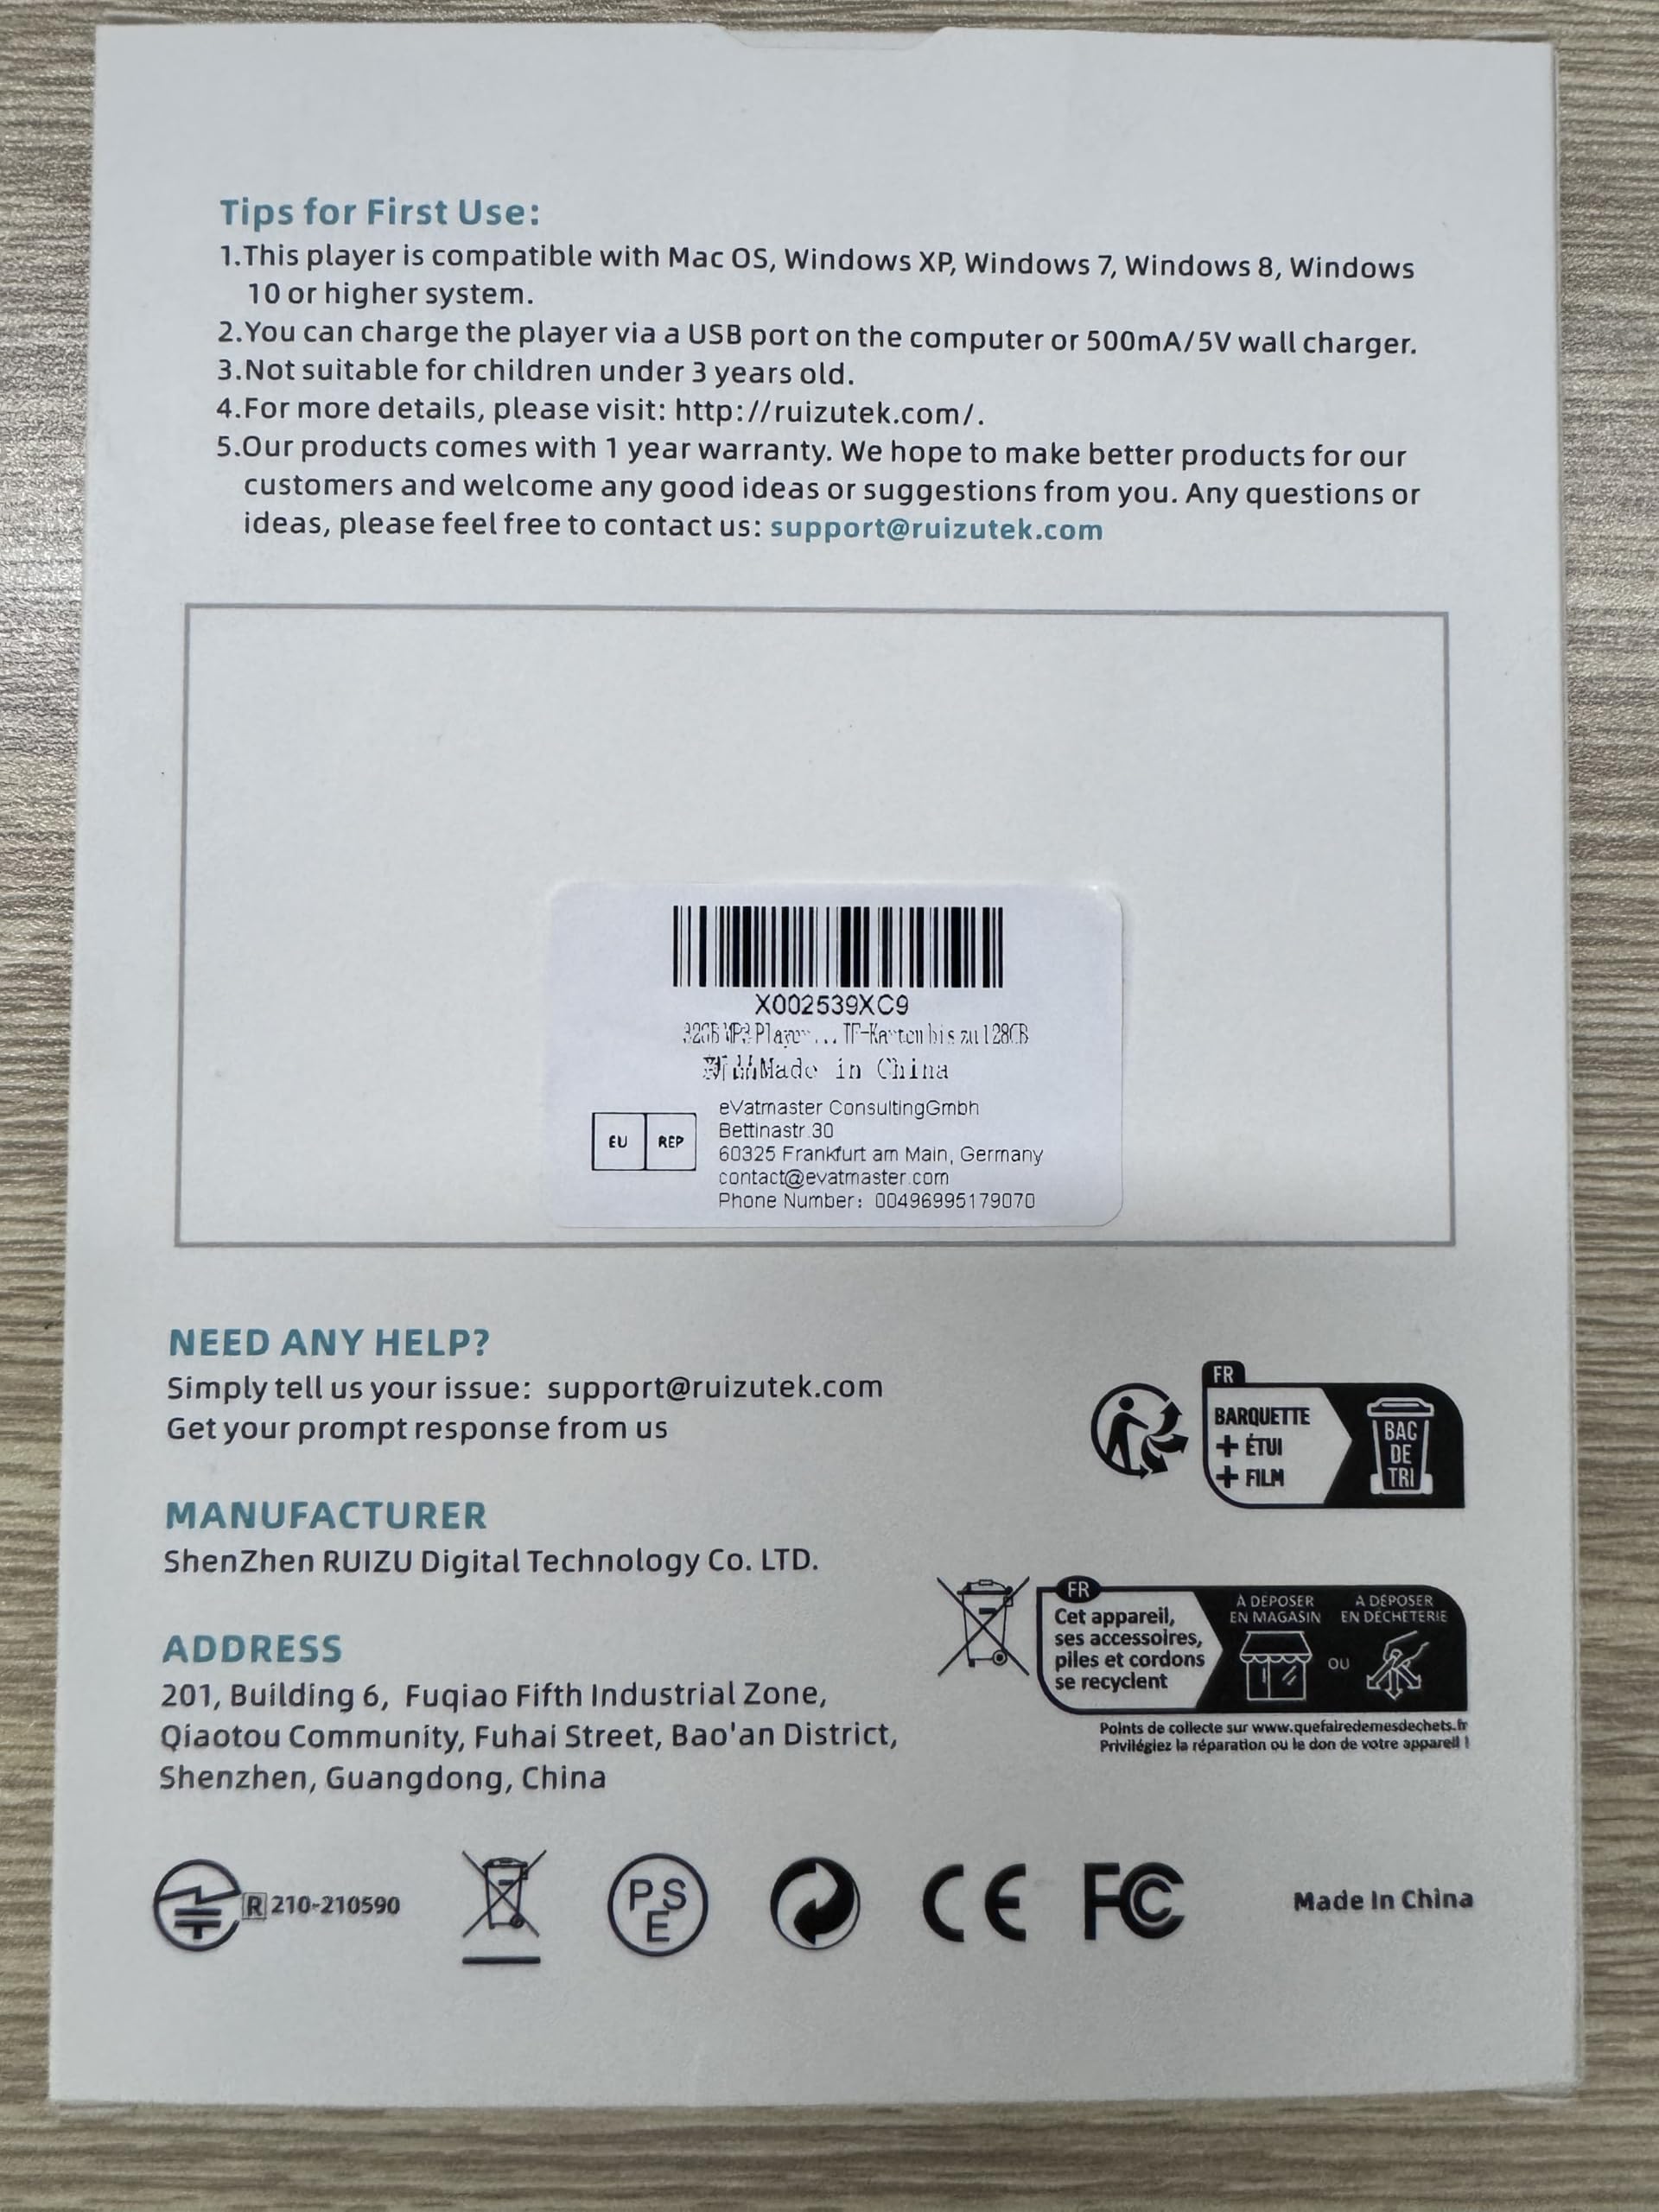 Tips for First Use:
1.This player is compatible with Mac OS, Windows XP, Windows 7, Windows 8, Windows
10 or higher system.
2.You can charge the player via a USB port on the computer or 500mA/5V wall charger.
3.Not suitable for children under 3 years old.
4.For more details, please visit: http://ruizutek.com/.
5.Our products comes with 1 year warranty. We hope to make better products for our
customers and welcome any good ideas or suggestions from you. Any questions or
ideas, please feel free to contact us: support@ruizutek.com
X002539XC9
32GB MP3 Player ... TF-Karten bis zu 128GB
Made in China
EU REP
eVatmaster ConsultingGmbh
Bettinastr.30
60325 Frankfurt am Main, Germany
contact@evatmaster.com
Phone Number: 00496995179070
NEED ANY HELP?
Simply tell us your issue: support@ruizutek.com
Get your prompt response from us
FR
BARQUETTE
+ ÉTUI
+ FILM
BAC
DE
TRI
MANUFACTURER
ShenZhen RUIZU Digital Technology Co. LTD.
FR
Cet appareil,
ses accessoires,
piles et cordons
se recyclent
À DÉPOSER
EN MAGASIN
OU
À DÉPOSER
EN DÉCHÈTERIE
Points de collecte sur www.quefairedemesdechets.fr
Privilégiez la réparation ou le don de votre appareil !
ADDRESS
201, Building 6, Fuqiao Fifth Industrial Zone,
Qiaotou Community, Fuhai Street, Bao'an District,
Shenzhen, Guangdong, China
R 210-210590
PSE
CE
FC
Made In China